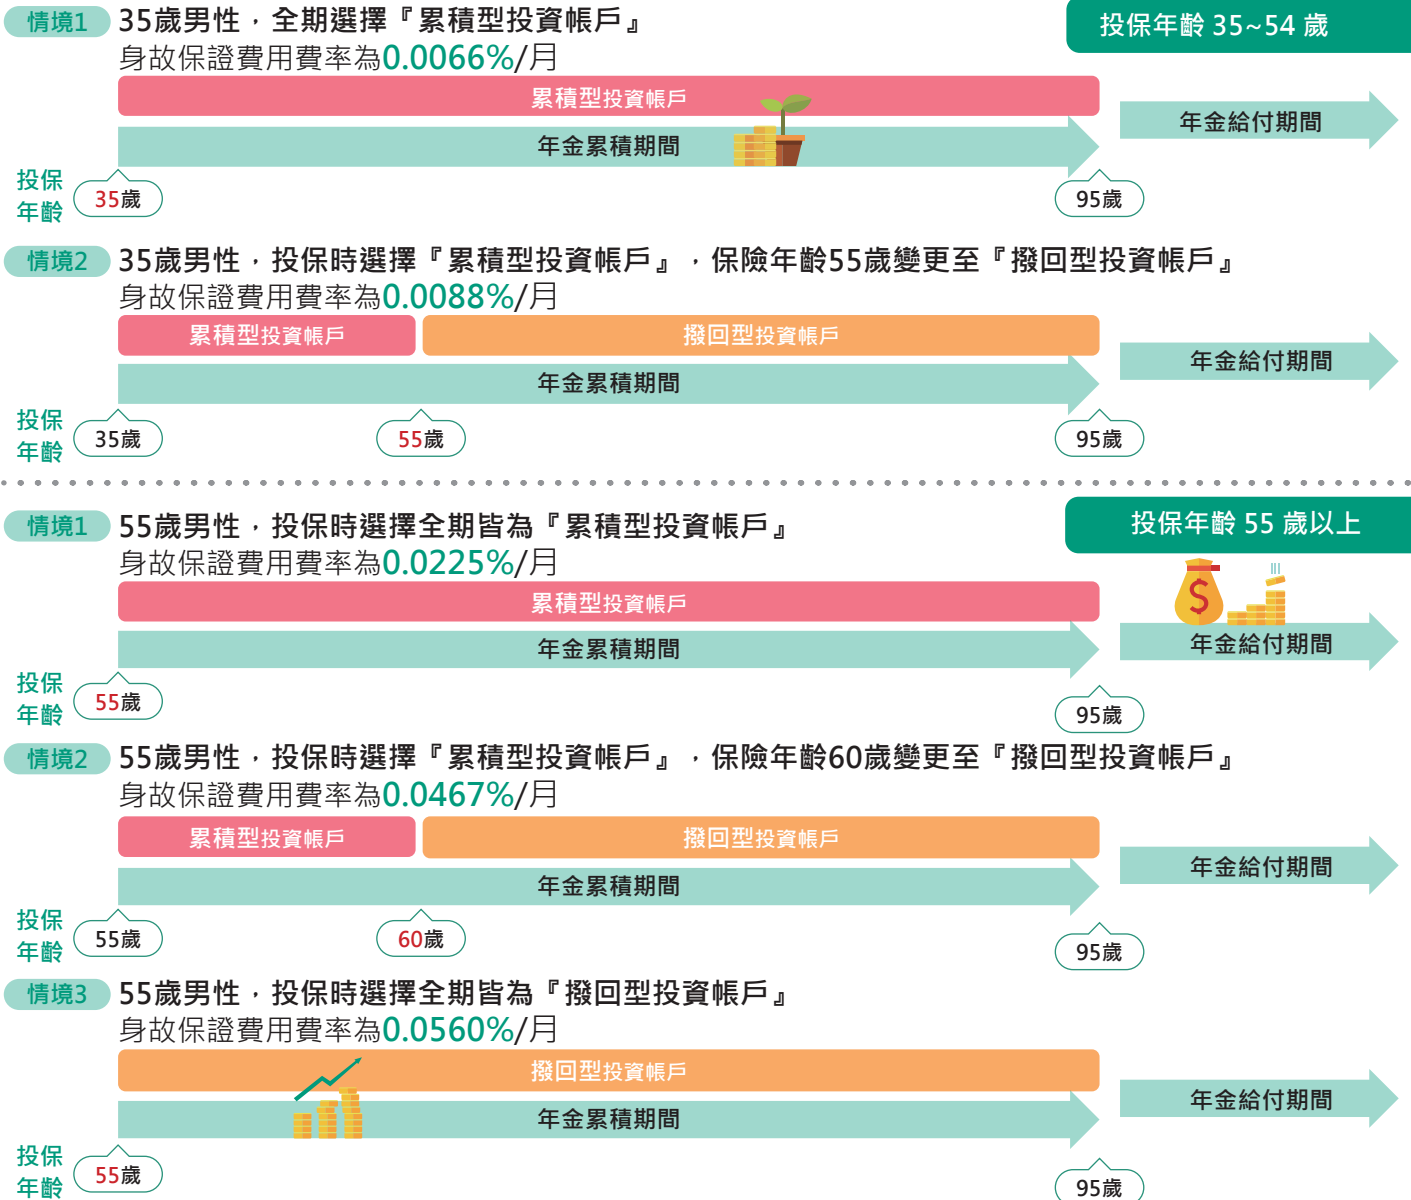 投保年齡 35~54 歲
情境1 35歲男性，全期選擇『累積型投資帳戶』
身故保證費用費率為0.0066%/月
累積型投資帳戶
年金累積期間
年金給付期間
投保
年齡
35歲
95歲
情境2 35歲男性，投保時選擇『累積型投資帳戶』，保險年齡55歲變更至『撥回型投資帳戶』
身故保證費用費率為0.0088%/月
累積型投資帳戶
撥回型投資帳戶
年金累積期間
年金給付期間
投保
年齡
35歲
55歲
95歲
投保年齡 55 歲以上
情境1 55歲男性，投保時選擇全期皆為『累積型投資帳戶』
身故保證費用費率為0.0225%/月
累積型投資帳戶
年金累積期間
年金給付期間
投保
年齡
55歲
95歲
情境2 55歲男性，投保時選擇『累積型投資帳戶』，保險年齡60歲變更至『撥回型投資帳戶』
身故保證費用費率為0.0467%/月
累積型投資帳戶
撥回型投資帳戶
年金累積期間
年金給付期間
投保
年齡
55歲
60歲
95歲
情境3 55歲男性，投保時選擇全期皆為『撥回型投資帳戶』
身故保證費用費率為0.0560%/月
撥回型投資帳戶
年金累積期間
年金給付期間
投保
年齡
55歲
95歲